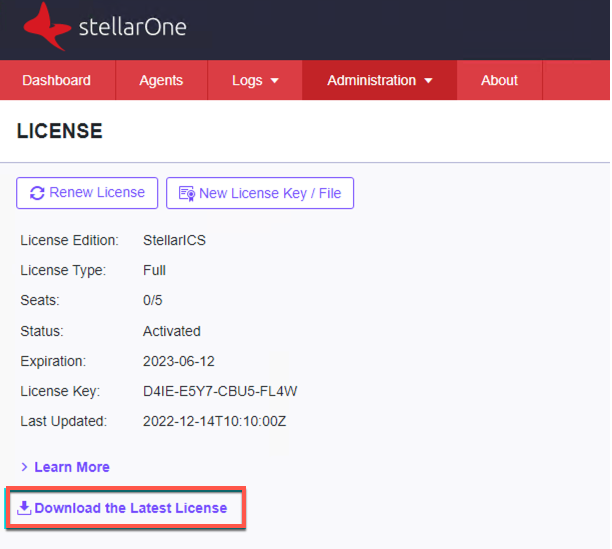 stellarOne
Dashboard Agents Logs Administration About
LICENSE
Renew License New License Key / File
License Edition: StellarICS
License Type: Full
Seats: 0/5
Status: Activated
Expiration: 2023-06-12
License Key: D4IE-E5Y7-CBU5-FL4W
Last Updated: 2022-12-14T10:10:00Z
Learn More
Download the Latest License